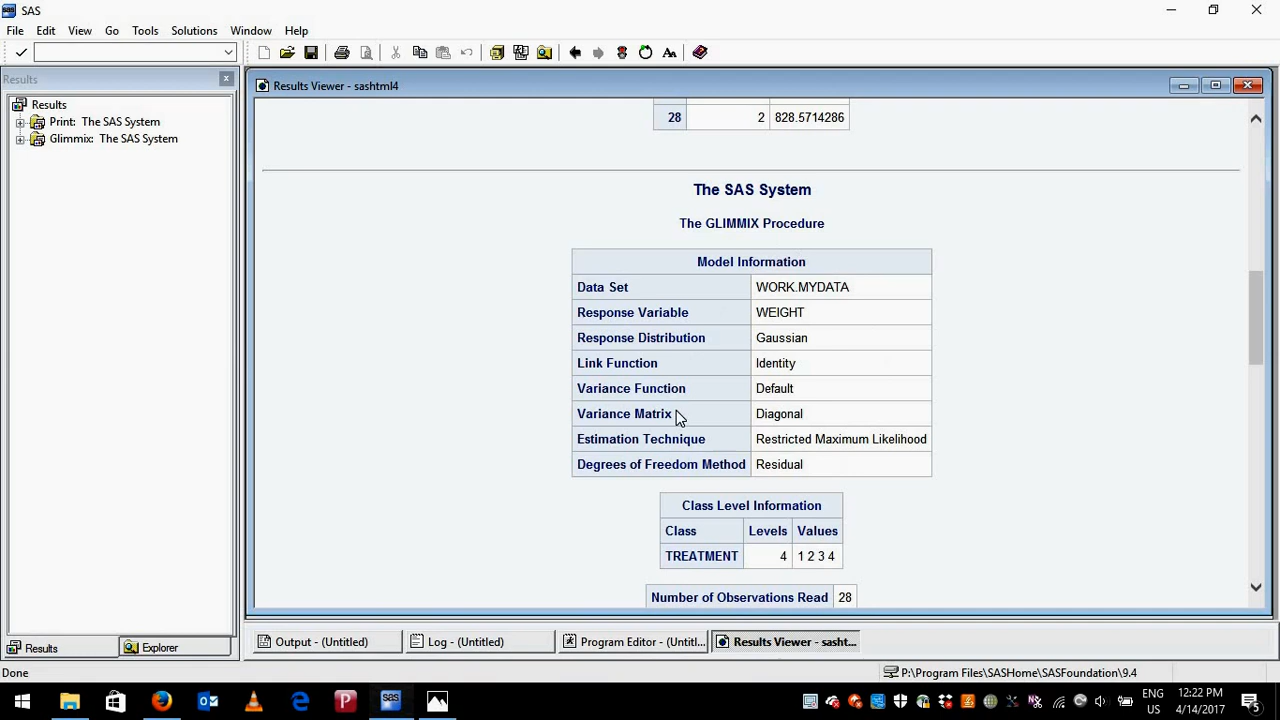 SAS
File Edit View Go Tools Solutions Window Help
Results
Results Viewer - sashtml4
Results
Print: The SAS System
Glimmix: The SAS System
28 2 828.5714286
The SAS System
The GLIMMIX Procedure
Model Information
Data Set WORK.MYDATA
Response Variable WEIGHT
Response Distribution Gaussian
Link Function Identity
Variance Function Default
Variance Matrix Diagonal
Estimation Technique Restricted Maximum Likelihood
Degrees of Freedom Method Residual
Class Level Information
Class Levels Values
TREATMENT 4 1 2 3 4
Number of Observations Read 28
Results Explorer
Output - (Untitled) Log - (Untitled) Program Editor - (Untitl... Results Viewer - sasht...
Done P:\Program Files\SASHome\SASFoundation\9.4
ENG 12:22 PM
US 4/14/2017 5